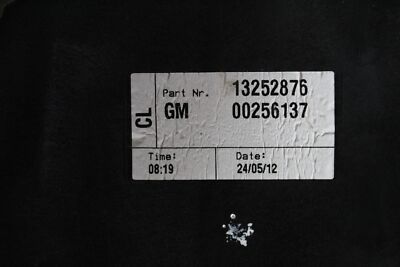 CL
Part Nr. 13252876
GM 00256137
Time: Date:
08:19 24/05/12